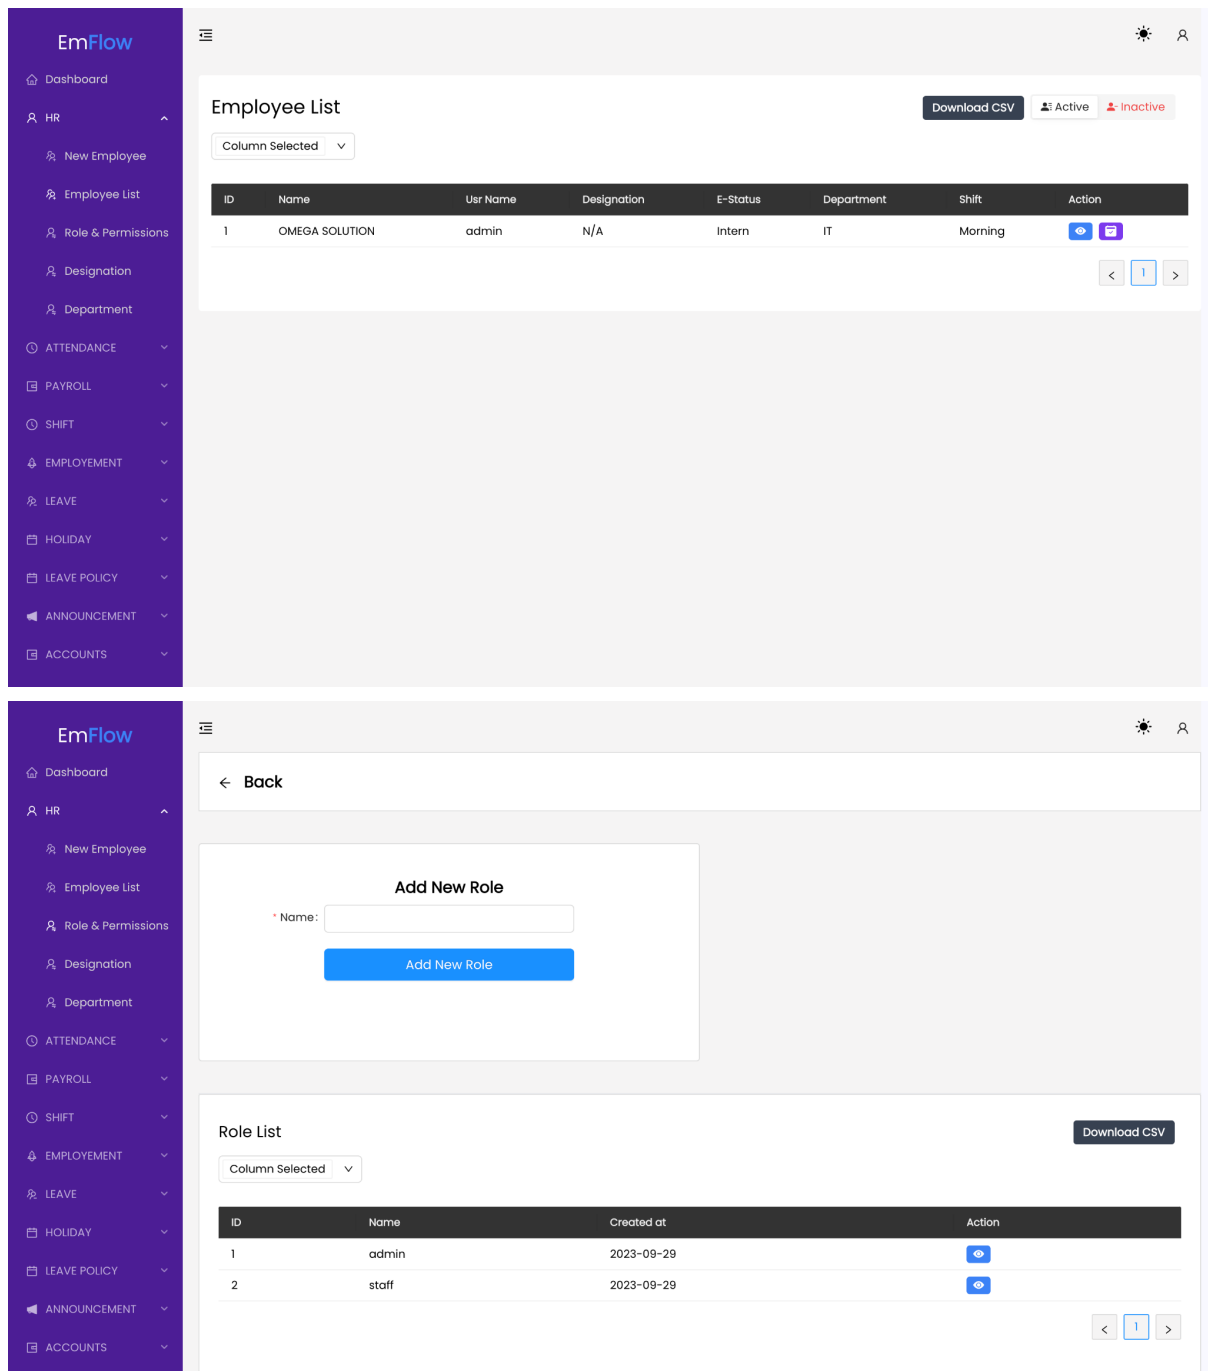 EmFlow
Dashboard
HR
New Employee
Employee List
Role & Permissions
Designation
Department
ATTENDANCE
PAYROLL
SHIFT
EMPLOYEMENT
LEAVE
HOLIDAY
LEAVE POLICY
ANNOUNCEMENT
ACCOUNTS
Employee List
Download CSV
Active
Inactive
Column Selected
ID Name Usr Name Designation E-Status Department Shift Action
1 OMEGA SOLUTION admin N/A Intern IT Morning
1
EmFlow
Dashboard
HR
New Employee
Employee List
Role & Permissions
Designation
Department
ATTENDANCE
PAYROLL
SHIFT
EMPLOYEMENT
LEAVE
HOLIDAY
LEAVE POLICY
ANNOUNCEMENT
ACCOUNTS
Back
Add New Role
* Name:
Add New Role
Role List
Download CSV
Column Selected
ID Name Created at Action
1 admin 2023-09-29
2 staff 2023-09-29
1